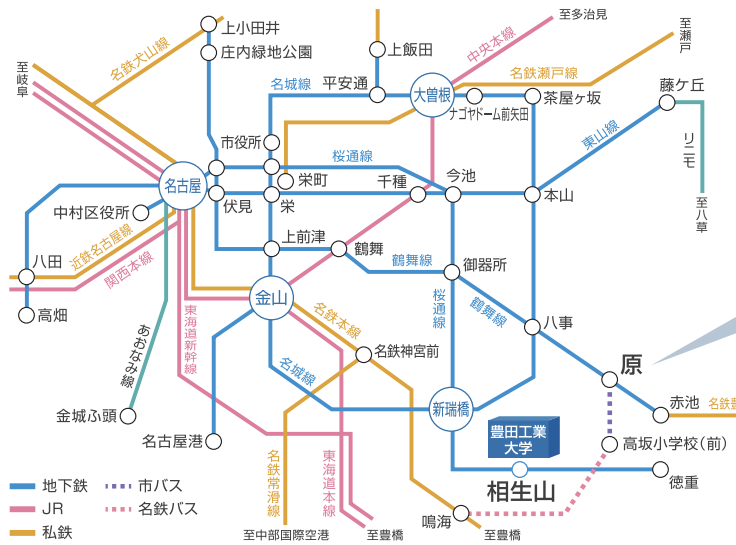 至多治見
至瀬戸
上小田井
上飯田
中央本線
名鉄犬山線
庄内緑地公園
至岐阜
名城線
平安通
大曽根
名鉄瀬戸線
藤ケ丘
茶屋ヶ坂
ナゴヤドーム前矢田
市役所
東山線
リニモ
桜通線
今池
名古屋
栄町
千種
本山
中村区役所
伏見
栄
至八草
近鉄名古屋線
上前津
鶴舞
鶴舞線
八田
関西本線
御器所
金山
桜通線
鶴舞線
高畑
東海道新幹線
名鉄本線
八事
あおなみ線
名鉄神宮前
原
名城線
赤池
名鉄豊
金城ふ頭
新瑞橋
豊田工業
大学
名古屋港
高坂小学校(前)
名鉄常滑線
東海道本線
相生山
徳重
地下鉄
市バス
JR
名鉄バス
私鉄
鳴海
至中部国際空港
至豊橋
至豊橋